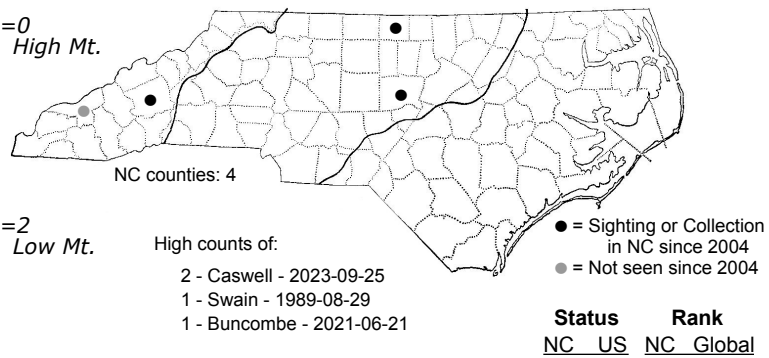 =0
High Mt.
NC counties: 4
=2
Low Mt.
High counts of:
2 - Caswell - 2023-09-25
1 - Swain - 1989-08-29
1 - Buncombe - 2021-06-21
= Sighting or Collection
in NC since 2004
= Not seen since 2004
Status Rank
NC US NC Global